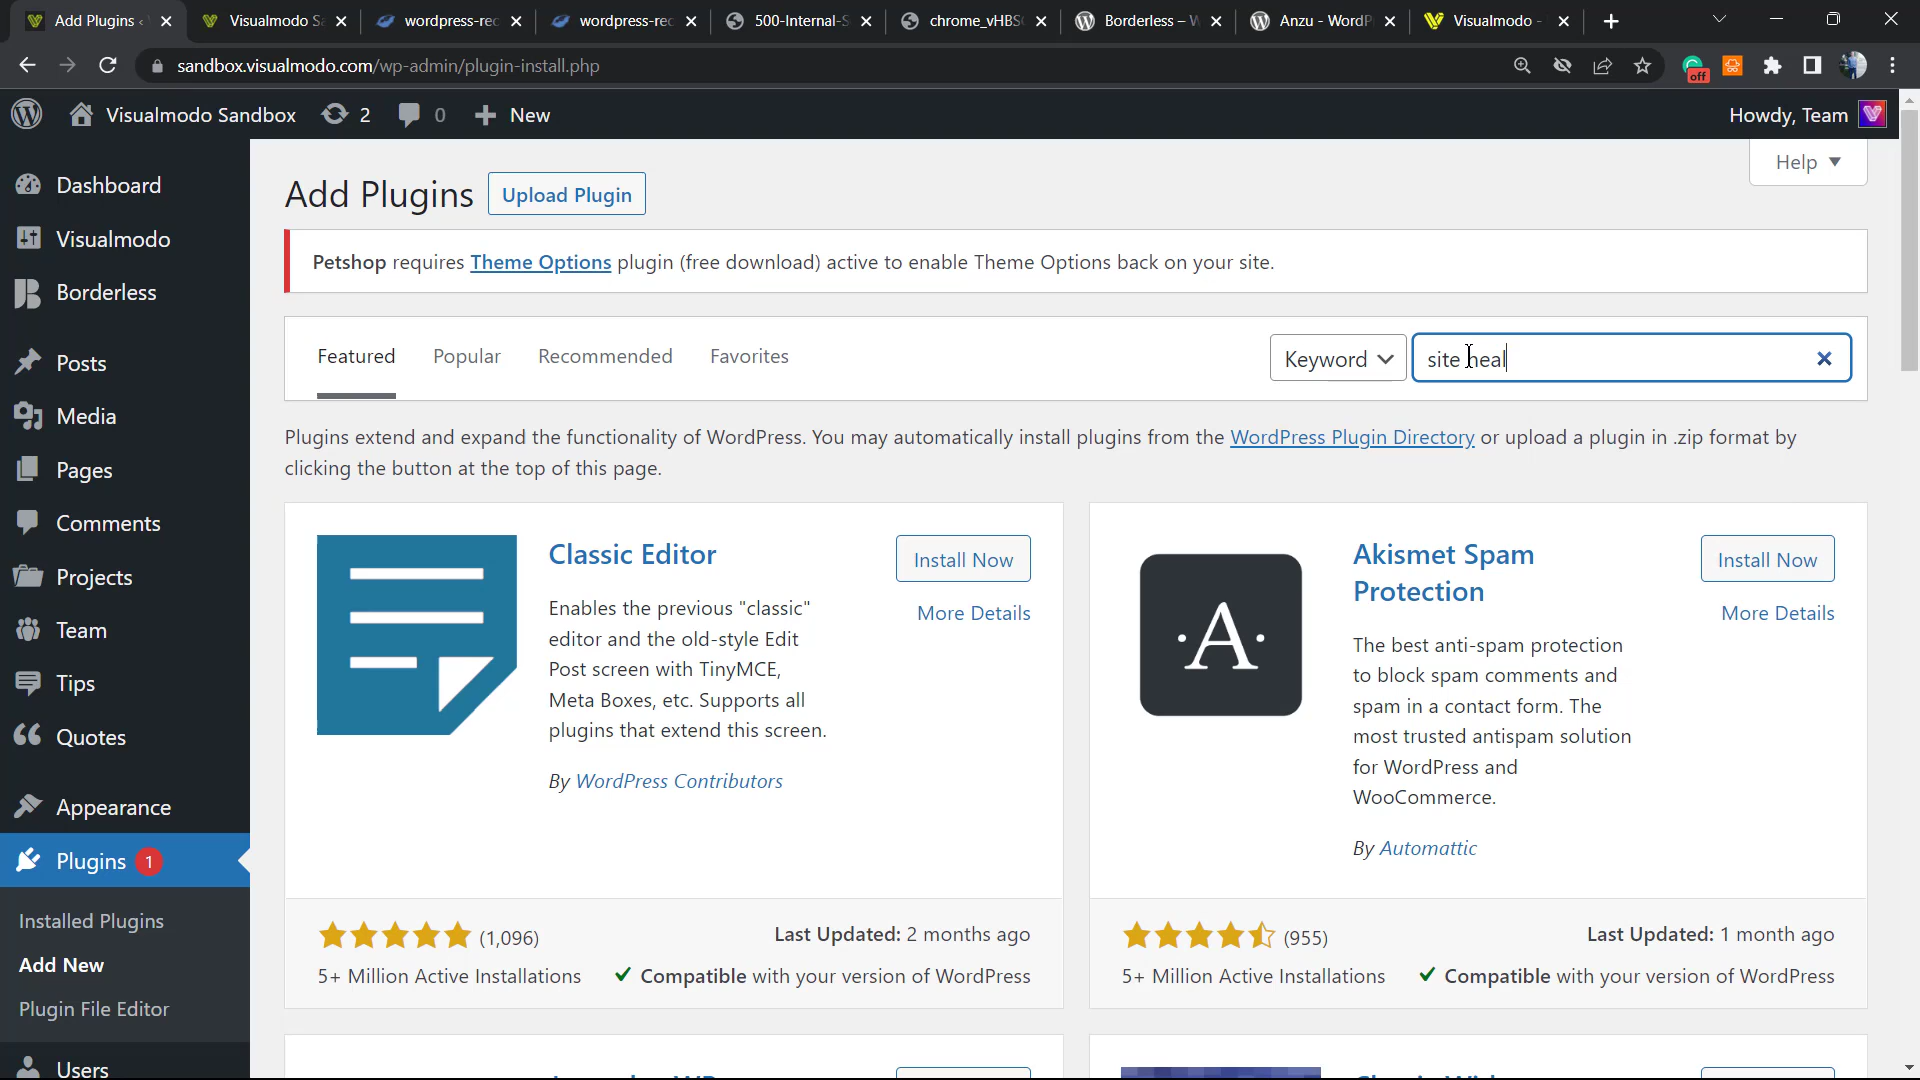 Add Plugins ‹
Visualmodo S
wordpress-rec
wordpress-rec
500-Internal-S
chrome_vHBS
Borderless – W
Anzu - WordP
Visualmodo -
sandbox.visualmodo.com/wp-admin/plugin-install.php
off
Visualmodo Sandbox
2
0
New
Howdy, Team
Dashboard
Visualmodo
Borderless
Posts
Media
Pages
Comments
Projects
Team
Tips
Quotes
Appearance
Plugins 1
Installed Plugins
Add New
Plugin File Editor
Users
Help
Add Plugins
Upload Plugin
Petshop requires Theme Options plugin (free download) active to enable Theme Options back on your site.
Featured
Popular
Recommended
Favorites
Keyword
site heal
Plugins extend and expand the functionality of WordPress. You may automatically install plugins from the WordPress Plugin Directory or upload a plugin in .zip format by
clicking the button at the top of this page.
Classic Editor
Install Now
More Details
Enables the previous "classic"
editor and the old-style Edit
Post screen with TinyMCE,
Meta Boxes, etc. Supports all
plugins that extend this screen.
By WordPress Contributors
(1,096)
Last Updated: 2 months ago
5+ Million Active Installations
Compatible with your version of WordPress
·A·
Akismet Spam
Protection
Install Now
More Details
The best anti-spam protection
to block spam comments and
spam in a contact form. The
most trusted antispam solution
for WordPress and
WooCommerce.
By Automattic
(955)
Last Updated: 1 month ago
5+ Million Active Installations
Compatible with your version of WordPress